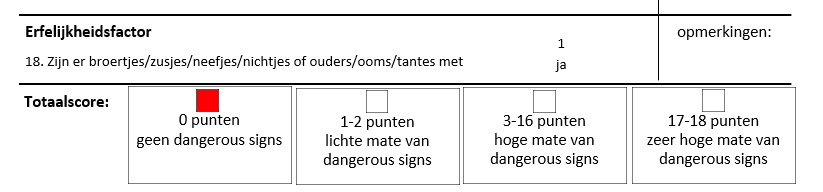 Erfelijkheidsfactor
opmerkingen:
1
18. Zijn er broertjes/zusjes/neefjes/nichtjes of ouders/ooms/tantes met
ja
Totaalscore:
0 punten
geen dangerous signs
1-2 punten
lichte mate van
dangerous signs
3-16 punten
hoge mate van
dangerous signs
17-18 punten
zeer hoge mate van
dangerous signs